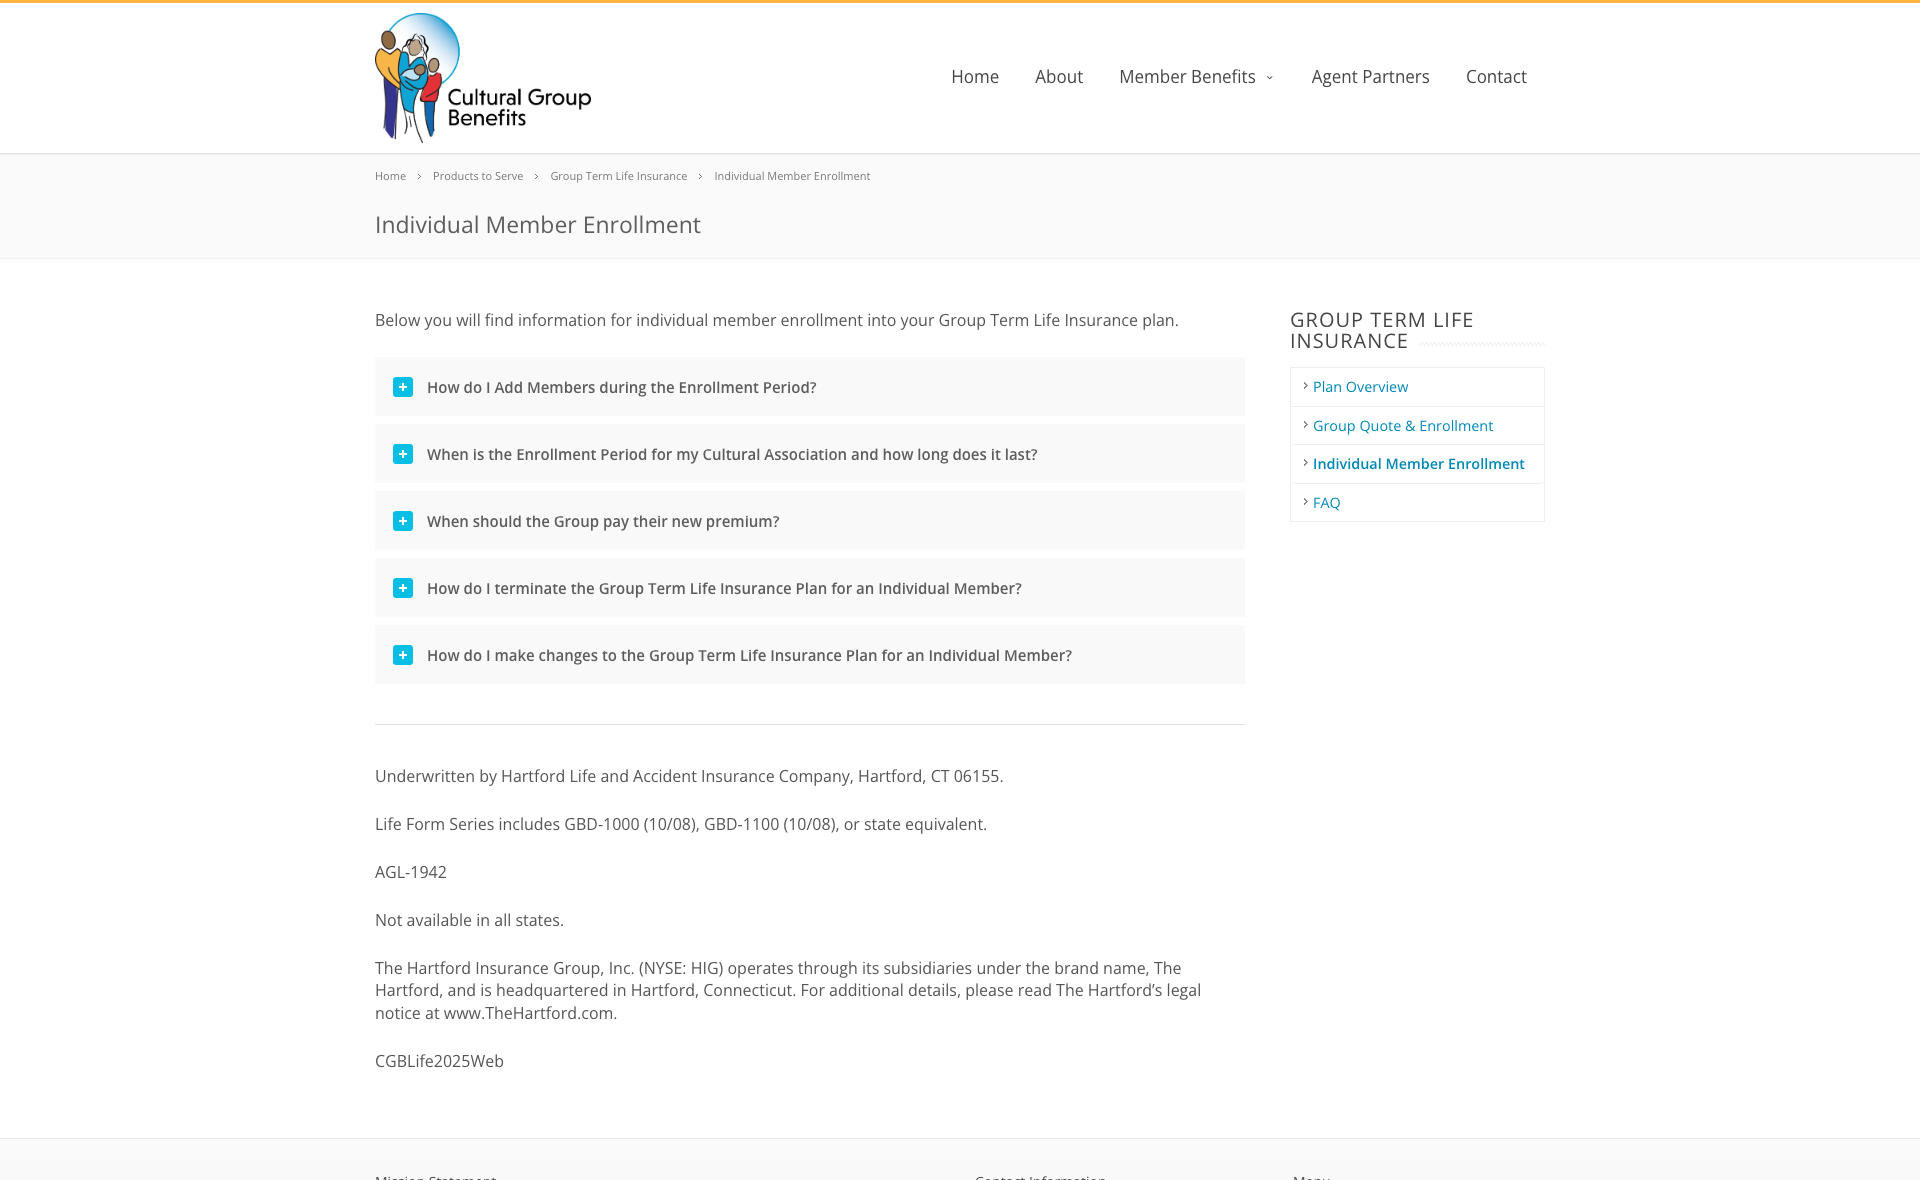 Cultural Group
Benefits
Home
About
Member Benefits
Agent Partners
Contact
Home
Products to Serve
Group Term Life Insurance
Individual Member Enrollment
Individual Member Enrollment
Below you will find information for individual member enrollment into your Group Term Life Insurance plan.
How do I Add Members during the Enrollment Period?
When is the Enrollment Period for my Cultural Association and how long does it last?
When should the Group pay their new premium?
How do I terminate the Group Term Life Insurance Plan for an Individual Member?
How do I make changes to the Group Term Life Insurance Plan for an Individual Member?
Underwritten by Hartford Life and Accident Insurance Company, Hartford, CT 06155.
Life Form Series includes GBD-1000 (10/08), GBD-1100 (10/08), or state equivalent.
AGL-1942
Not available in all states.
The Hartford Insurance Group, Inc. (NYSE: HIG) operates through its subsidiaries under the brand name, The
Hartford, and is headquartered in Hartford, Connecticut. For additional details, please read The Hartford’s legal
notice at www.TheHartford.com.
CGBLife2025Web
GROUP TERM LIFE
INSURANCE
Plan Overview
Group Quote & Enrollment
Individual Member Enrollment
FAQ
Mission Statement
Contact Information
Menu